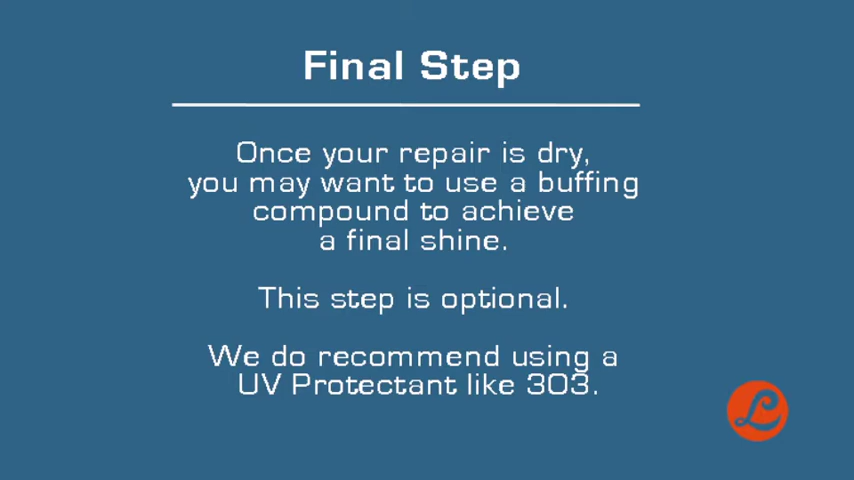 Final Step
Once your repair is dry,
you may want to use a buffing
compound to achieve
a final shine.
This step is optional.
We do recommend using a
UV Protectant like 303.
L